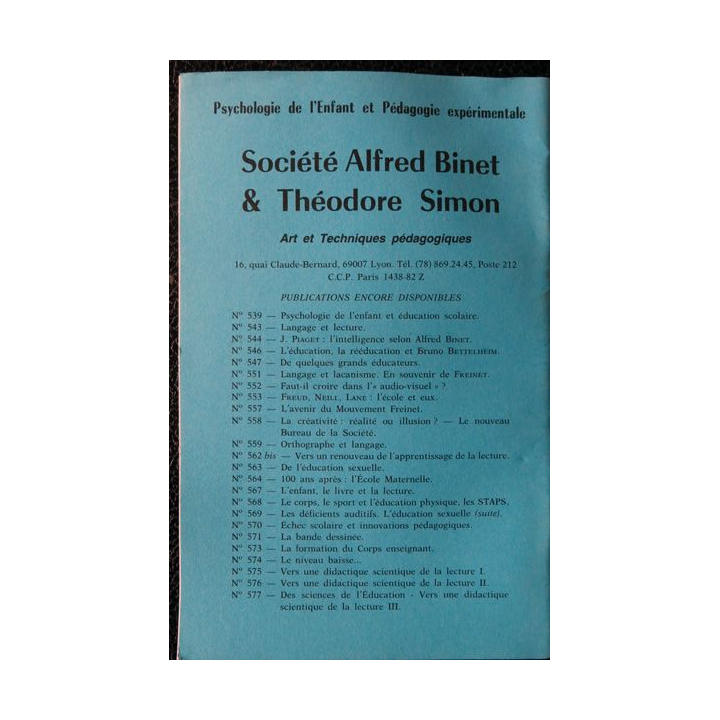 Psychologie de l'Enfant et Pédagogie expérimentale
Société Alfred Binet
& Théodore Simon
Art et Techniques pédagogiques
16, quai Claude-Bernard, 69007 Lyon. Tél. (78) 869.24.45, Poste 212
C.C.P. Paris 1438-82 Z
PUBLICATIONS ENCORE DISPONIBLES
N° 539 — Psychologie de l'enfant et éducation scolaire.
N° 543 — Langage et lecture.
N° 544 — J. PIAGET : l'intelligence selon Alfred BINET.
N° 546 — L'éducation, la rééducation et Bruno BETTELHEIM.
N° 547 — De quelques grands éducateurs.
N° 551 — Langage et lacanisme. En souvenir de FREINET.
N° 552 — Faut-il croire dans l'« audio-visuel » ?
N° 553 — FREUD, NEILL, LANE : l'école et eux.
N° 557 — L'avenir du Mouvement Freinet.
N° 558 — La créativité : réalité ou illusion ? — Le nouveau
Bureau de la Société.
N° 559 — Orthographe et langage.
N° 562 bis — Vers un renouveau de l'apprentissage de la lecture.
N° 563 — De l'éducation sexuelle.
N° 564 — 100 ans après : l'École Maternelle.
N° 567 — L'enfant, le livre et la lecture.
N° 568 — Le corps, le sport et l'éducation physique, les STAPS.
N° 569 — Les déficients auditifs. L'éducation sexuelle (suite).
N° 570 — Échec scolaire et innovations pédagogiques.
N° 571 — La bande dessinée.
N° 573 — La formation du Corps enseignant.
N° 574 — Le niveau baisse...
N° 575 — Vers une didactique scientifique de la lecture I.
N° 576 — Vers une didactique scientifique de la lecture II.
N° 577 — Des sciences de l'Éducation - Vers une didactique
scientifique de la lecture III.